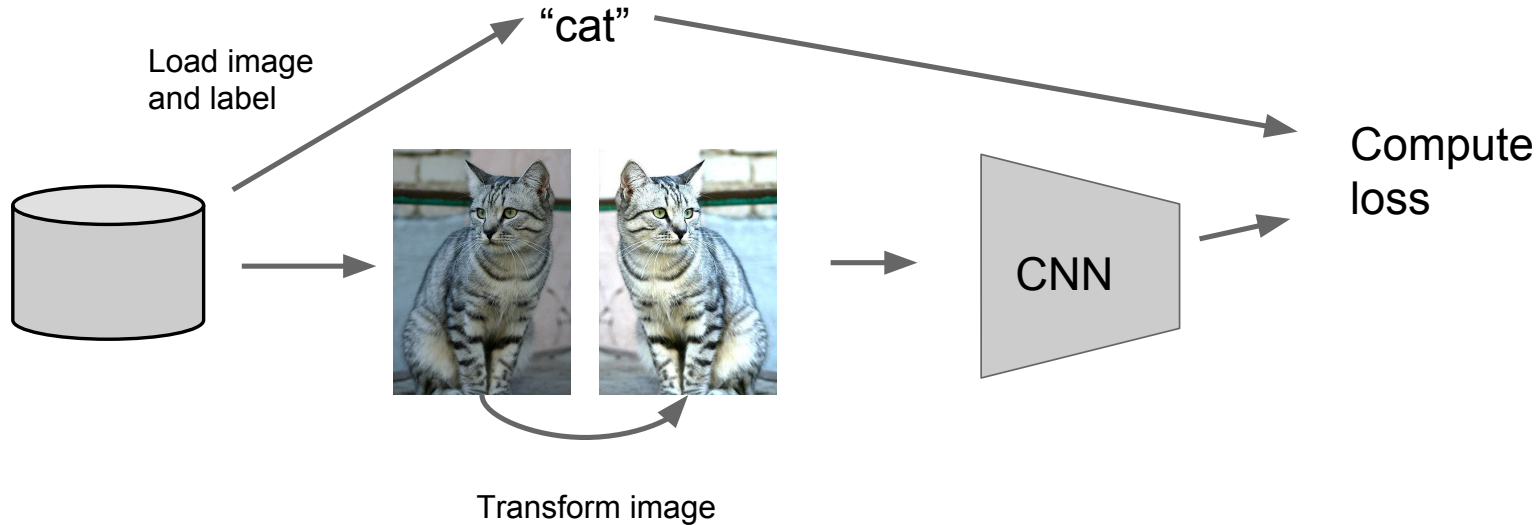 “cat”
Load image
and label
Compute
loss
CNN
Transform image